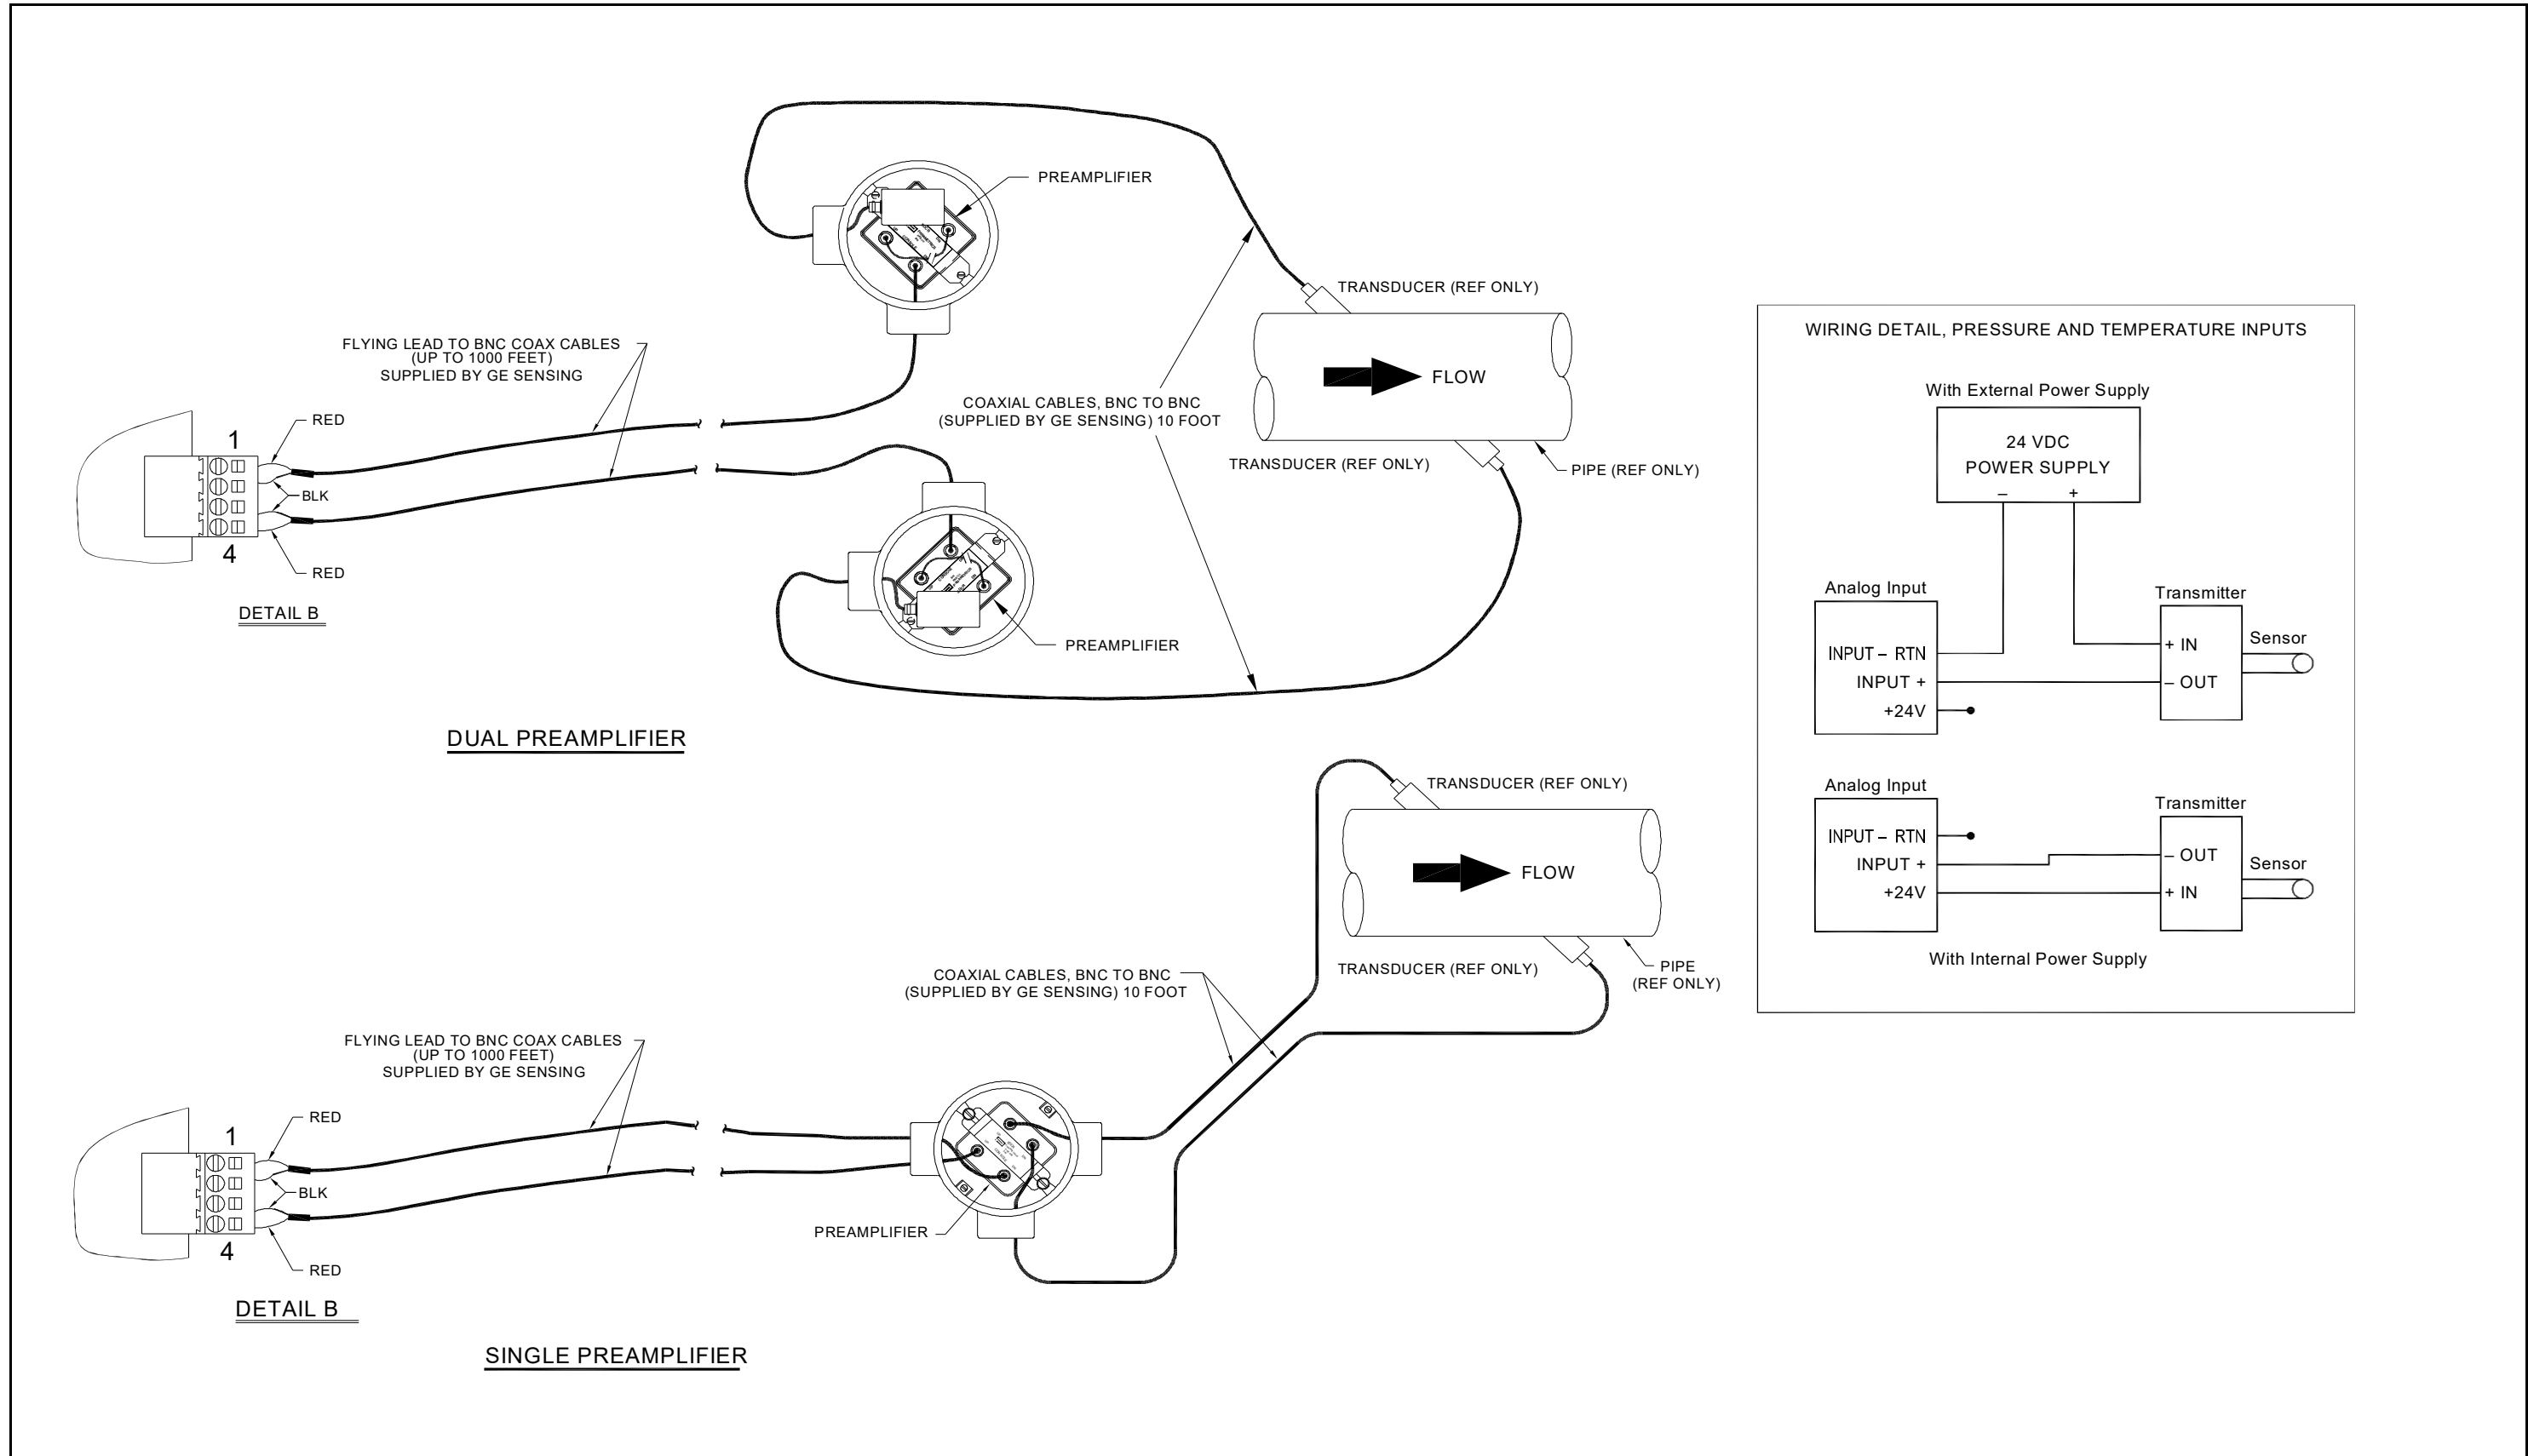 PREAMPLIFIER
TRANSDUCER (REF ONLY)
FLYING LEAD TO BNC COAX CABLES
(UP TO 1000 FEET)
SUPPLIED BY GE SENSING
FLOW
COAXIAL CABLES, BNC TO BNC
(SUPPLIED BY GE SENSING) 10 FOOT
TRANSDUCER (REF ONLY)
PIPE (REF ONLY)
RED
1
BLK
4
RED
DETAIL B
PREAMPLIFIER
DUAL PREAMPLIFIER
WIRING DETAIL, PRESSURE AND TEMPERATURE INPUTS
With External Power Supply
24 VDC
POWER SUPPLY
– +
Analog Input
INPUT – RTN
INPUT +
+24V
Transmitter
+ IN
– OUT
Sensor
Analog Input
INPUT – RTN
INPUT +
+24V
Transmitter
– OUT
+ IN
Sensor
With Internal Power Supply
TRANSDUCER (REF ONLY)
FLOW
TRANSDUCER (REF ONLY)
PIPE
(REF ONLY)
COAXIAL CABLES, BNC TO BNC
(SUPPLIED BY GE SENSING) 10 FOOT
FLYING LEAD TO BNC COAX CABLES
(UP TO 1000 FEET)
SUPPLIED BY GE SENSING
RED
1
BLK
4
RED
PREAMPLIFIER
DETAIL B
SINGLE PREAMPLIFIER